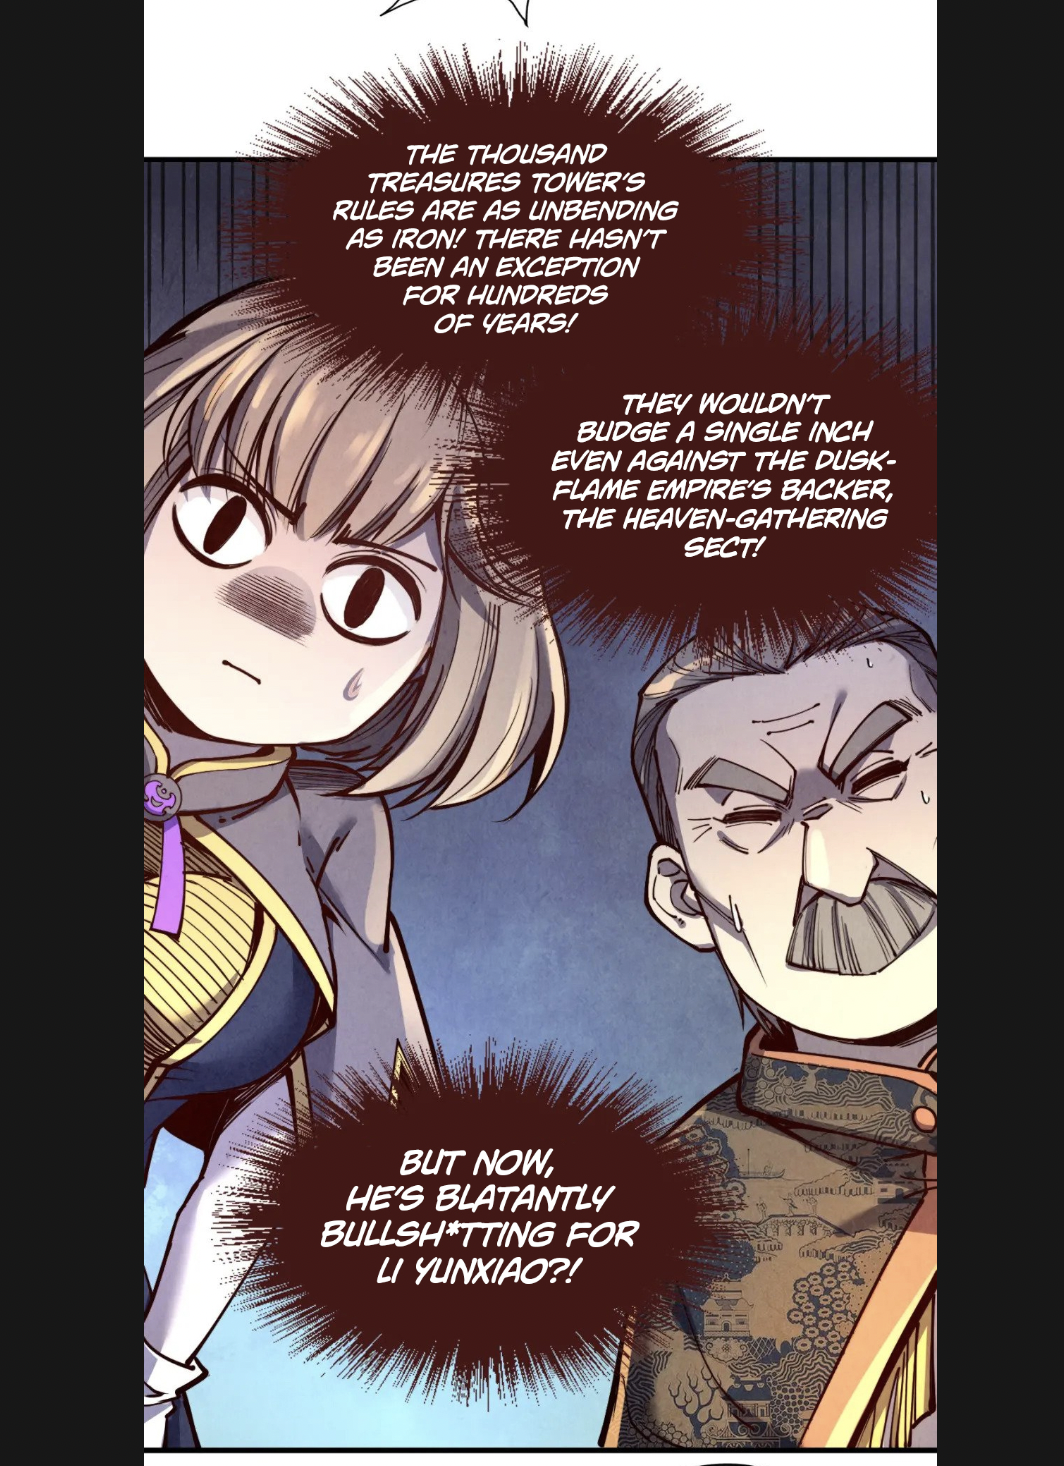 THE THOUSAND
TREASURES TOWER'S
RULES ARE AS UNBENDING
AS IRON! THERE HASN'T
BEEN AN EXCEPTION
FOR HUNDREDS
OF YEARS!
THEY WOULDN'T
BUDGE A SINGLE INCH
EVEN AGAINST THE DUSK-
FLAME EMPIRE'S BACKER,
THE HEAVEN-GATHERING
SECT!
BUT NOW,
HE'S BLATANTLY
BULLSH*TTING FOR
LI YUNXIAO?!